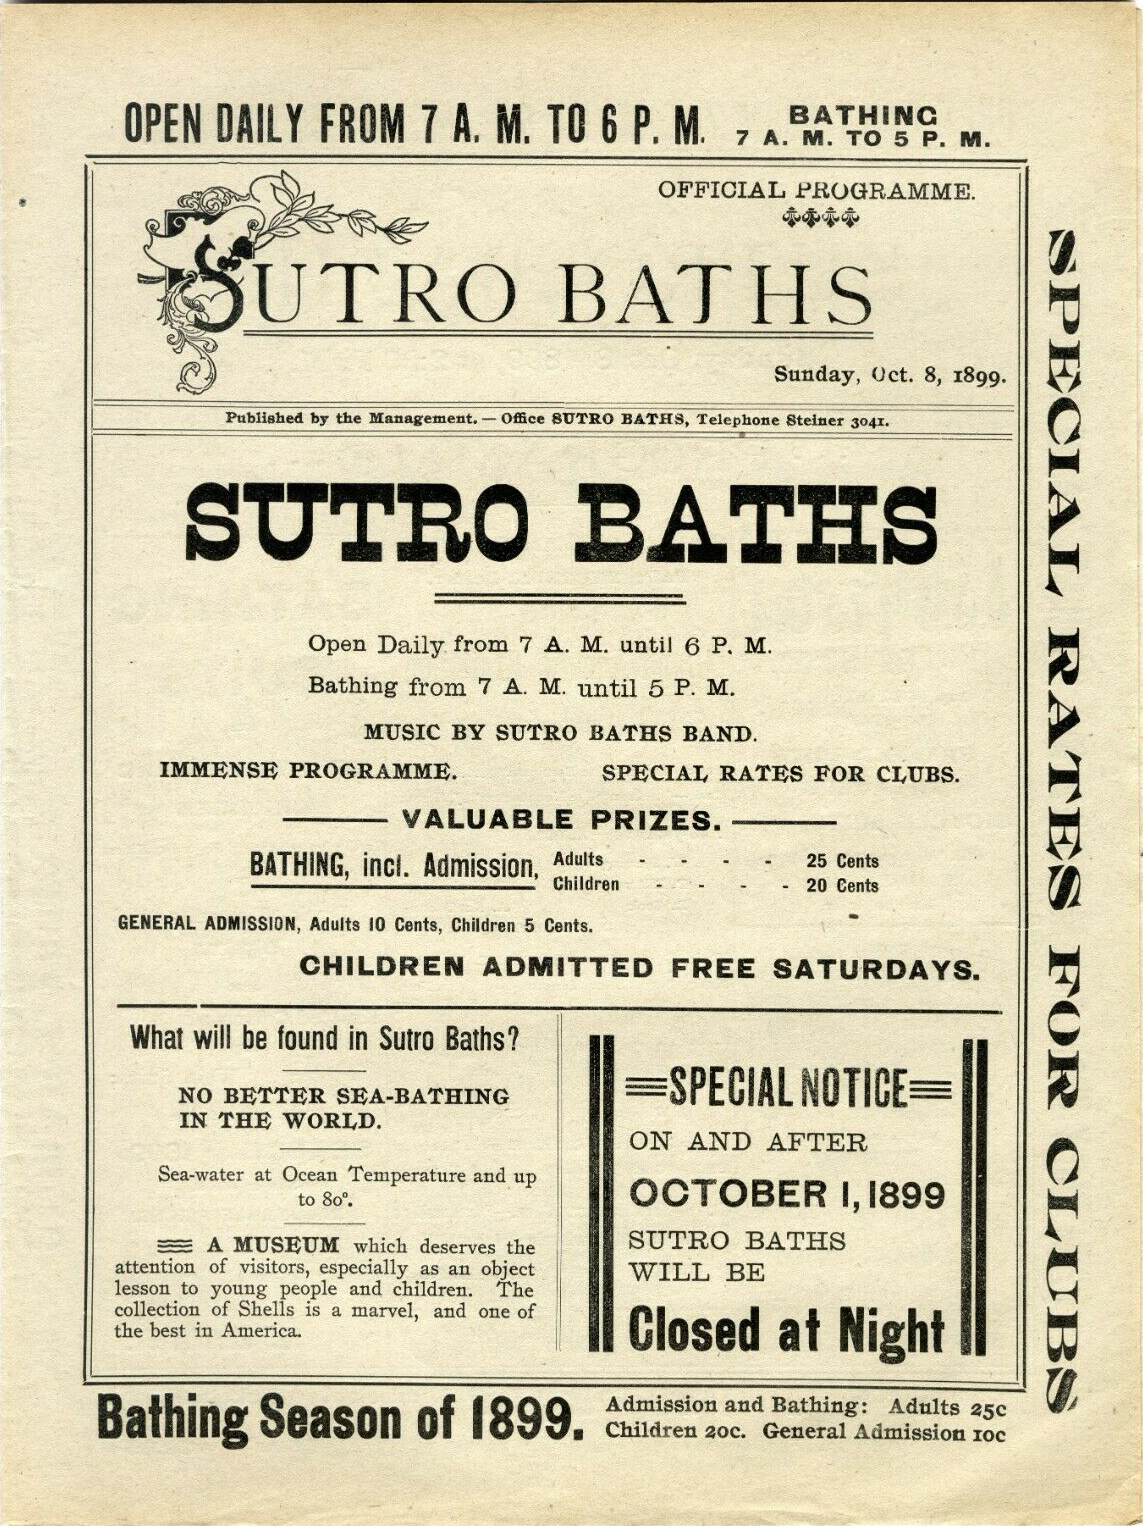 OPEN DAILY FROM 7 A. M. TO 6 P. M.
BATHING
7 A. M. TO 5 P. M.
OFFICIAL PROGRAMME.
SUTRO BATHS
Sunday, Oct. 8, 1899.
Published by the Management. — Office SUTRO BATHS, Telephone Steiner 3041.
SUTRO BATHS
Open Daily from 7 A. M. until 6 P. M.
Bathing from 7 A. M. until 5 P. M.
MUSIC BY SUTRO BATHS BAND.
IMMENSE PROGRAMME. SPECIAL RATES FOR CLUBS.
VALUABLE PRIZES.
BATHING, incl. Admission, Adults - - - - 25 Cents
Children - - - - 20 Cents
GENERAL ADMISSION, Adults 10 Cents, Children 5 Cents.
CHILDREN ADMITTED FREE SATURDAYS.
What will be found in Sutro Baths?
NO BETTER SEA-BATHING
IN THE WORLD.
Sea-water at Ocean Temperature and up
to 80°.
A MUSEUM which deserves the
attention of visitors, especially as an object
lesson to young people and children. The
collection of Shells is a marvel, and one of
the best in America.
SPECIAL NOTICE
ON AND AFTER
OCTOBER 1, 1899
SUTRO BATHS
WILL BE
Closed at Night
Bathing Season of 1899.
Admission and Bathing: Adults 25c
Children 20c. General Admission 10c
SPECIAL RATES FOR CLUBS